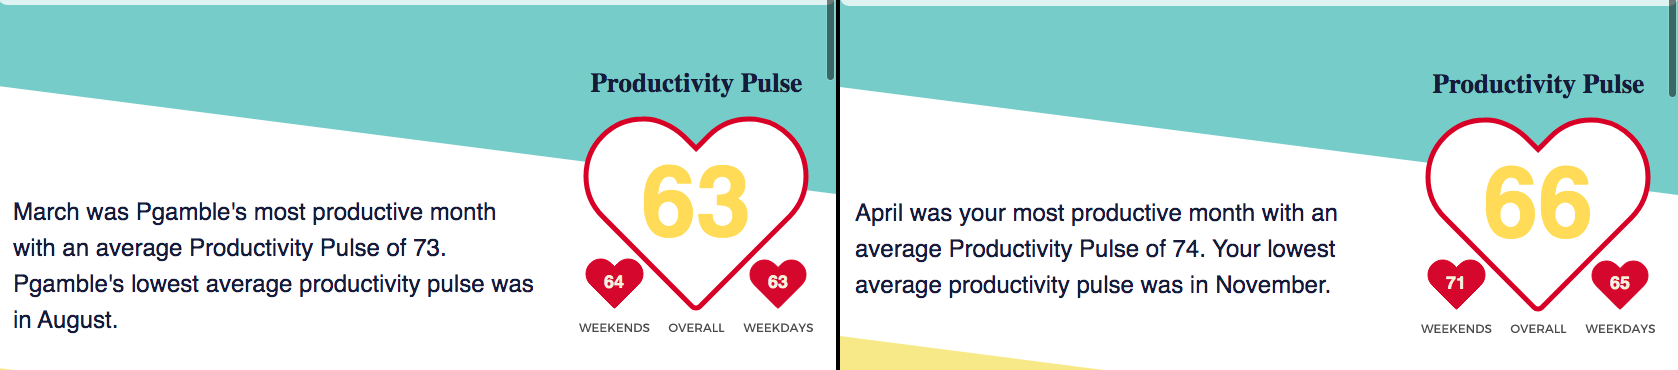 Productivity Pulse
63
March was Pgamble's most productive month
with an average Productivity Pulse of 73.
Pgamble's lowest average productivity pulse was
in August.
64
63
WEEKENDS OVERALL WEEKDAYS
Productivity Pulse
66
April was your most productive month with an
average Productivity Pulse of 74. Your lowest
average productivity pulse was in November.
71
65
WEEKENDS OVERALL WEEKDAYS